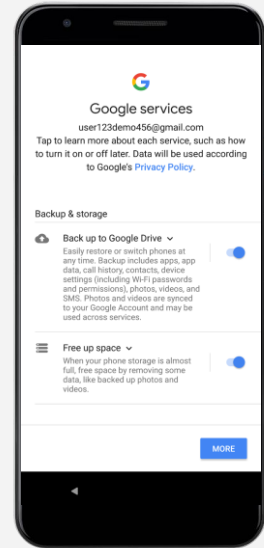 G
Google services
user123demo456@gmail.com
Tap to learn more about each service, such as how
to turn it on or off later. Data will be used according
to Google's Privacy Policy.
Backup & storage
Back up to Google Drive
Easily restore or switch phones at
any time. Backup includes apps, app
data, call history, contacts, device
settings (including Wi-Fi passwords
and permissions), photos, videos, and
SMS. Photos and videos are synced
to your Google Account and may be
used across services.
Free up space
When your phone storage is almost
full, free space by removing some
data, like backed up photos and
videos.
MORE